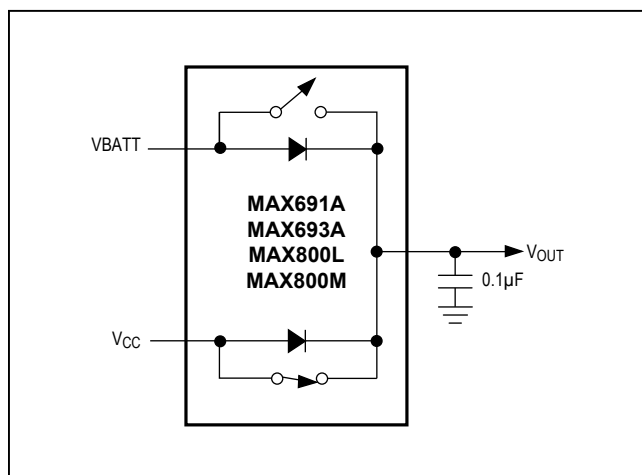 VBATT
MAX691A
MAX693A
MAX800L
MAX800M
VOUT
0.1µF
VCC